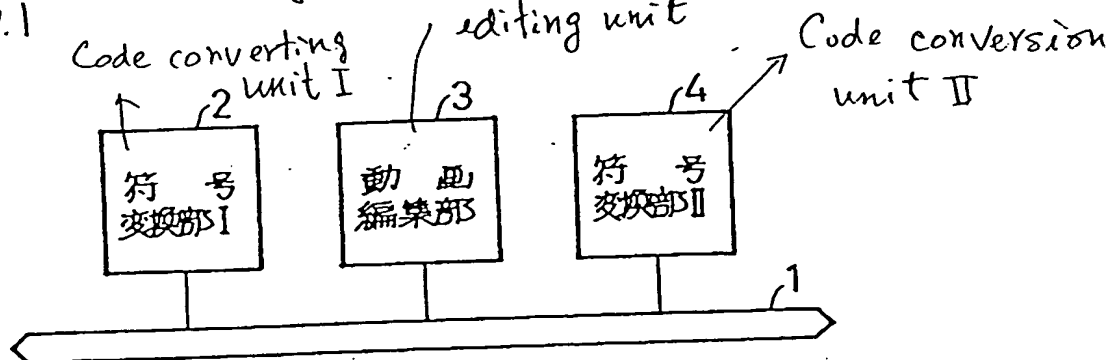 .1
editing unit
Code converting
unit I
Code conversion
unit II
2
3
4
符号
変換部I
動画
編集部
符号
変換部II
1